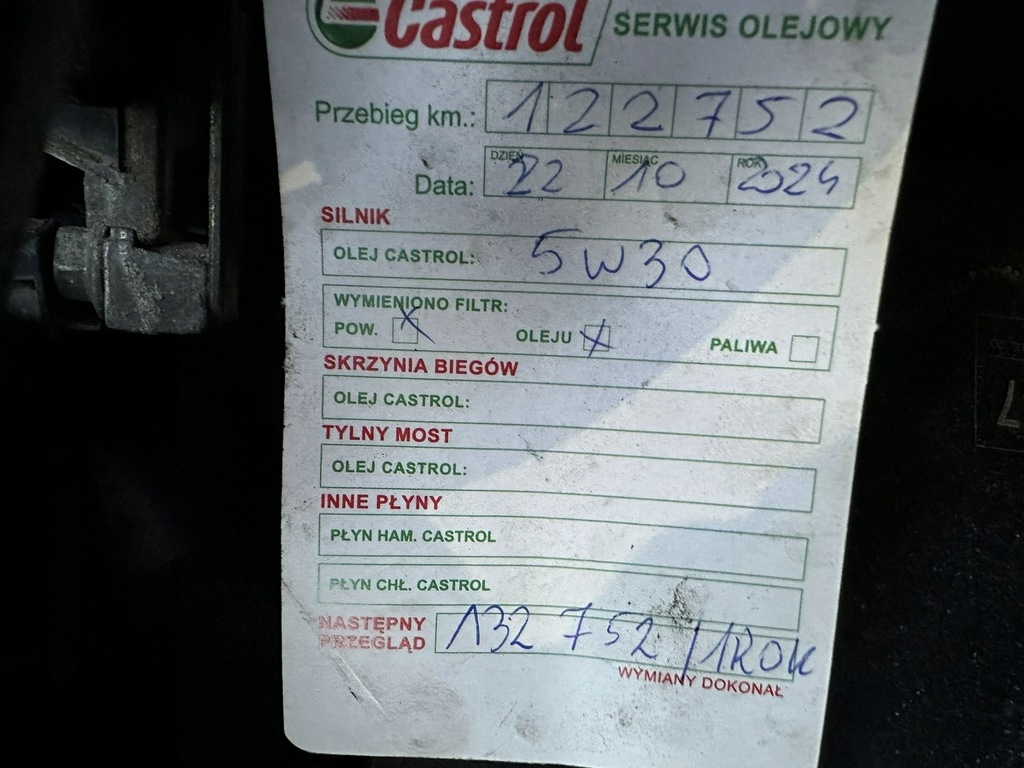 Castrol SERWIS OLEJOWY
Przebieg km.: 122752
DZIEŃ MIESIĄC ROK
Data: 22 10 2024
SILNIK
OLEJ CASTROL: 5W30
WYMIENIONO FILTR:
POW. X OLEJU X PALIWA
SKRZYNIA BIEGÓW
OLEJ CASTROL:
TYLNY MOST
OLEJ CASTROL:
INNE PŁYNY
PŁYN HAM. CASTROL
PŁYN CHŁ. CASTROL
NASTĘPNY
PRZEGLĄD 132 752 / 1ROK
WYMIANY DOKONAŁ